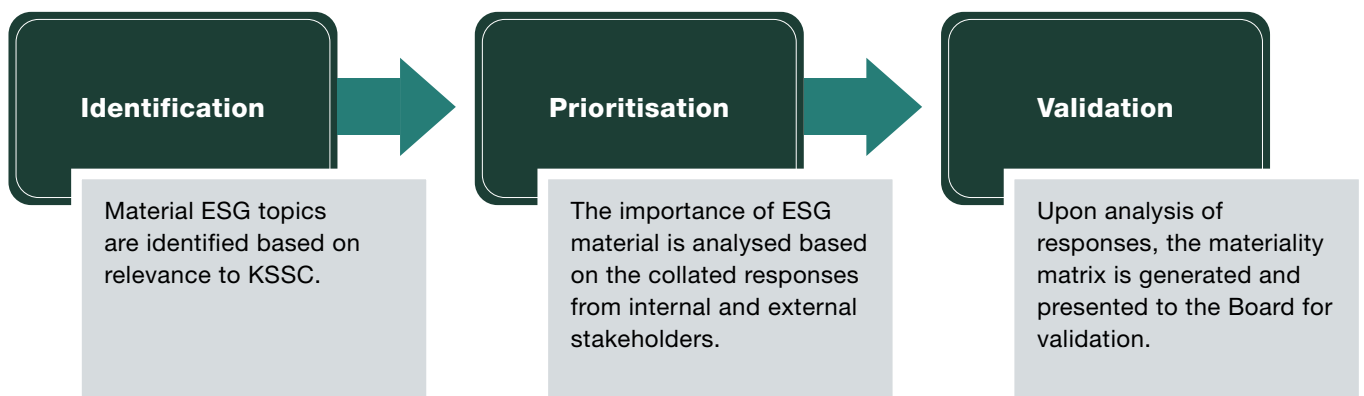 Identification
Material ESG topics
are identified based on
relevance to KSSC.
Prioritisation
The importance of ESG
material is analysed based
on the collated responses
from internal and external
stakeholders.
Validation
Upon analysis of
responses, the materiality
matrix is generated and
presented to the Board for
validation.